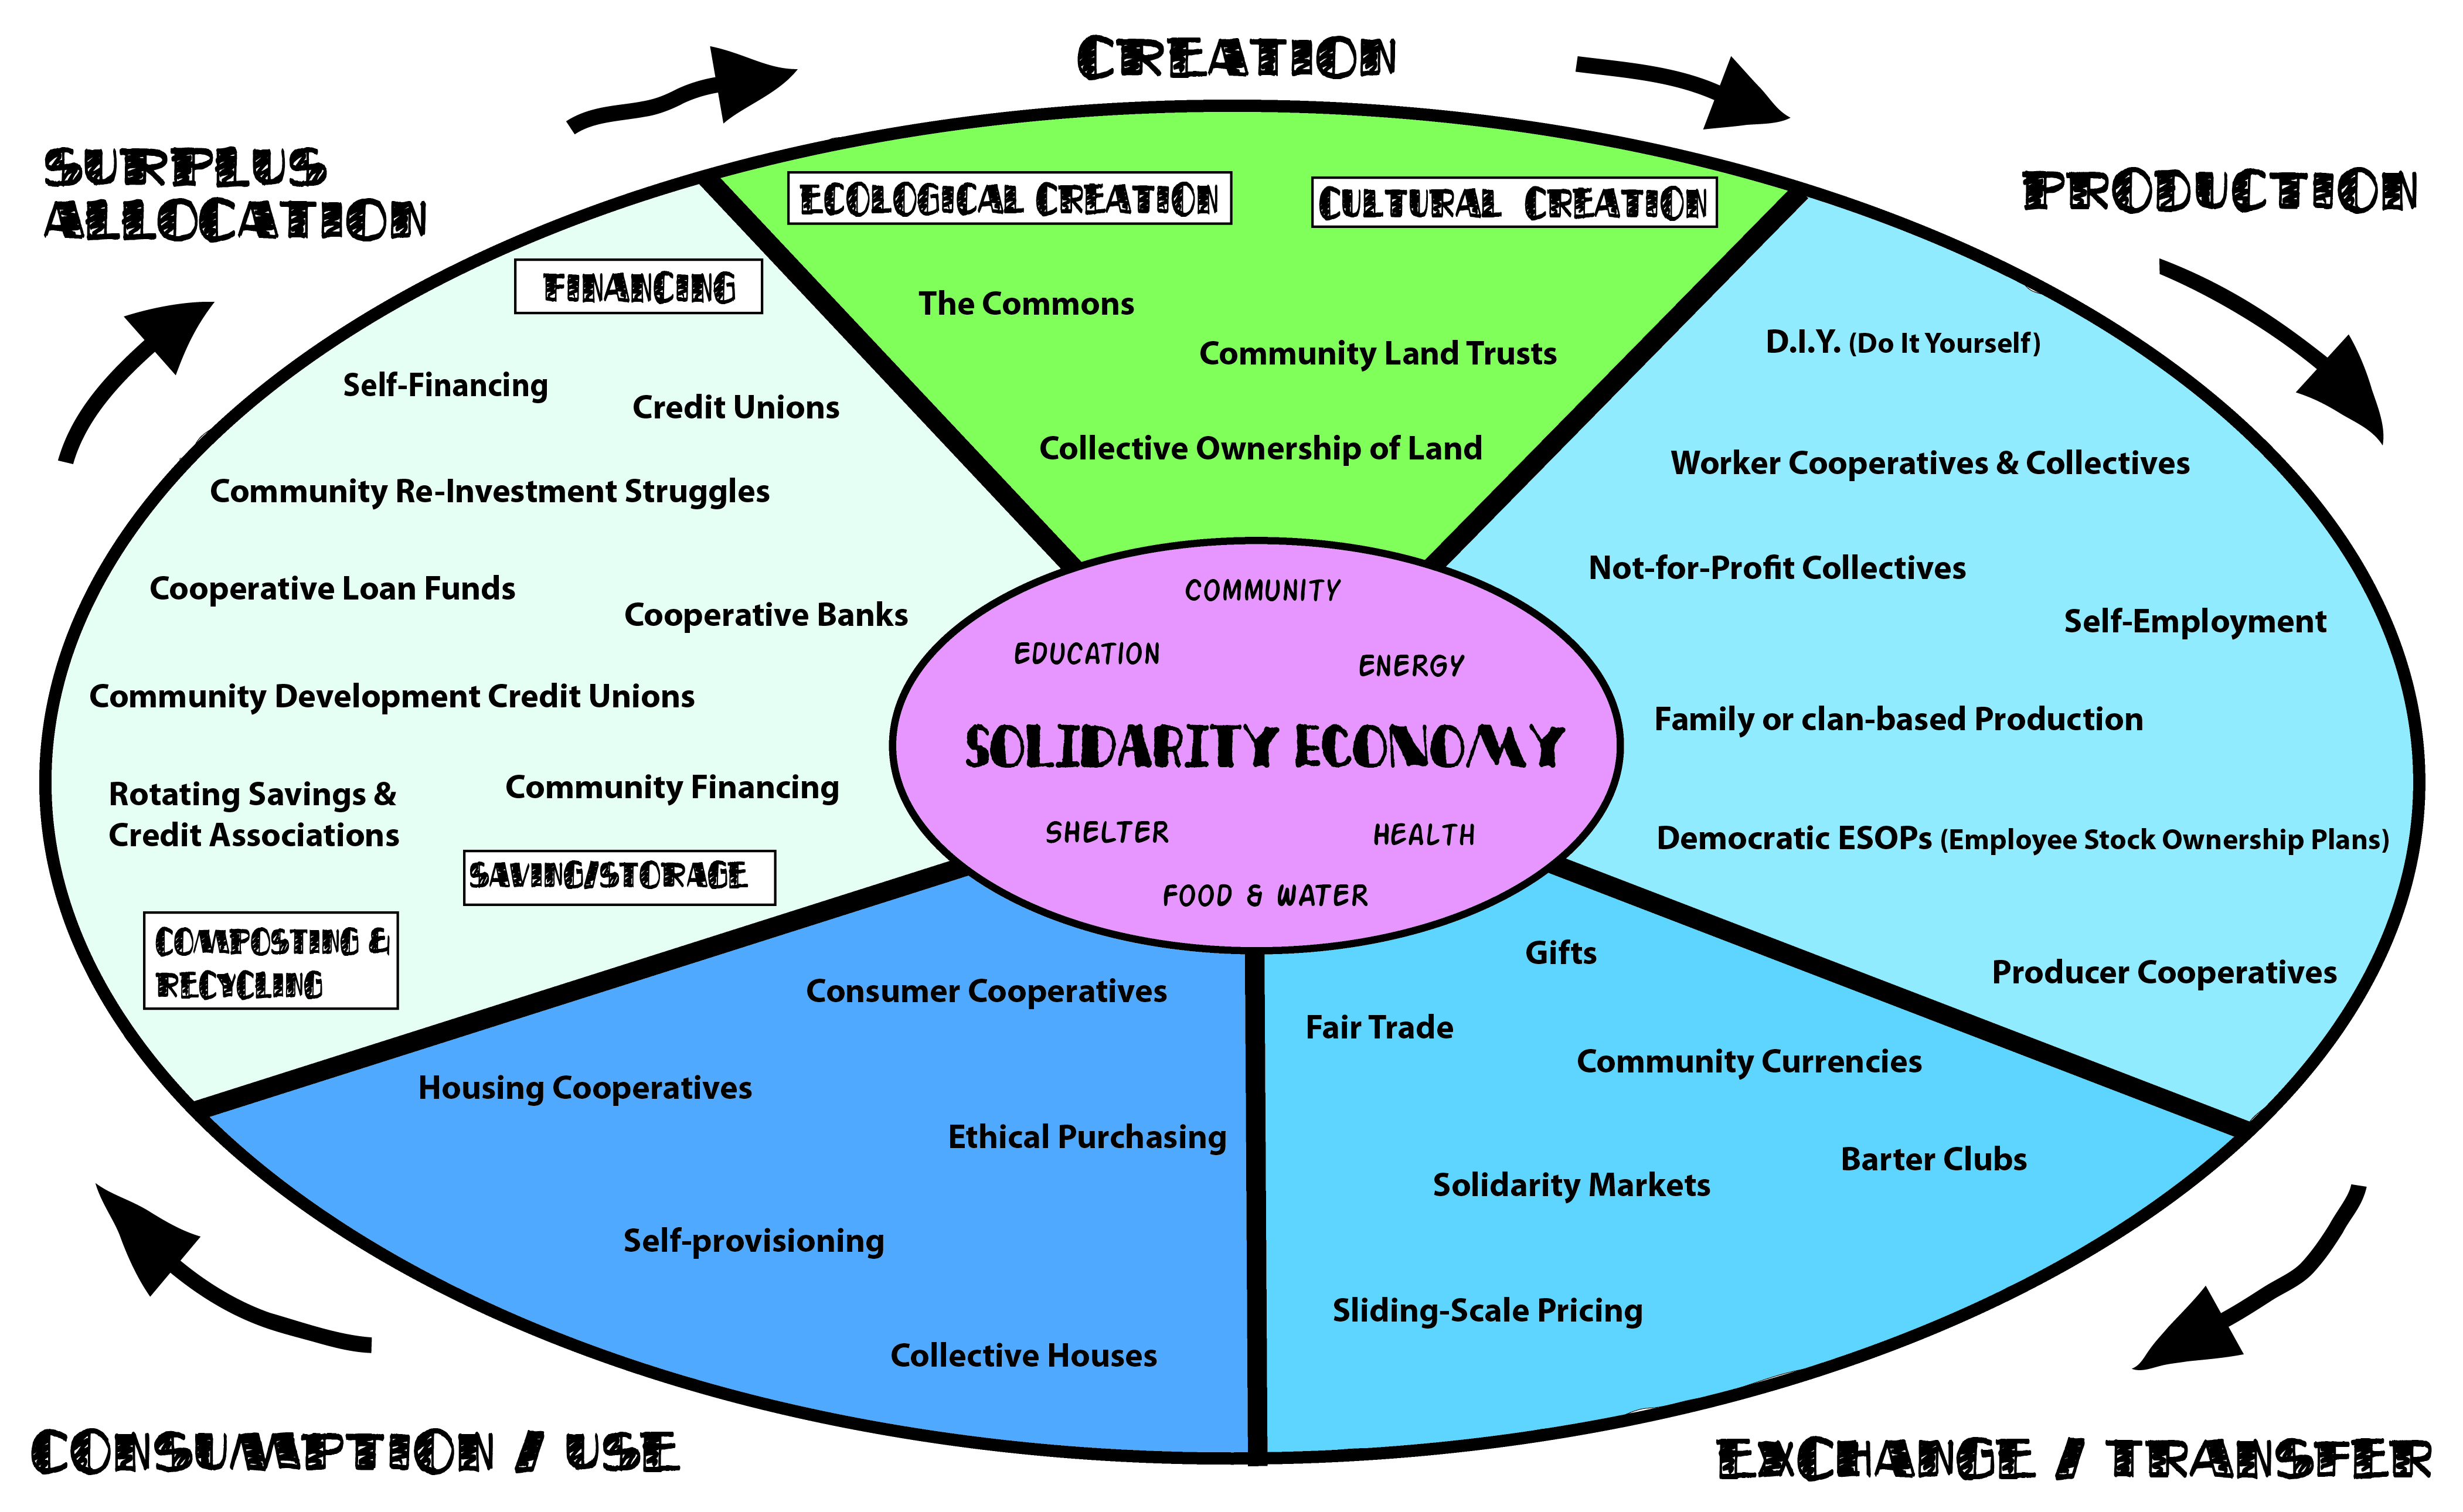 CREATION
SURPLUS
ALLOCATION
PRODUCTION
ECOLOGICAL CREATION
CULTURAL CREATION
The Commons
Community Land Trusts
Collective Ownership of Land
D.I.Y. (Do It Yourself)
Worker Cooperatives & Collectives
Not-for-Profit Collectives
Self-Employment
Family or clan-based Production
Democratic ESOPs (Employee Stock Ownership Plans)
Producer Cooperatives
FINANCING
Self-Financing
Credit Unions
Community Re-Investment Struggles
Cooperative Loan Funds
Cooperative Banks
Community Development Credit Unions
Rotating Savings &
Credit Associations
Community Financing
SAVING/STORAGE
COMPOSTING &
RECYCLING
COMMUNITY
EDUCATION
ENERGY
SOLIDARITY ECONOMY
SHELTER
HEALTH
FOOD & WATER
Consumer Cooperatives
Housing Cooperatives
Ethical Purchasing
Self-provisioning
Collective Houses
Gifts
Fair Trade
Community Currencies
Barter Clubs
Solidarity Markets
Sliding-Scale Pricing
CONSUMPTION / USE
EXCHANGE / TRANSFER